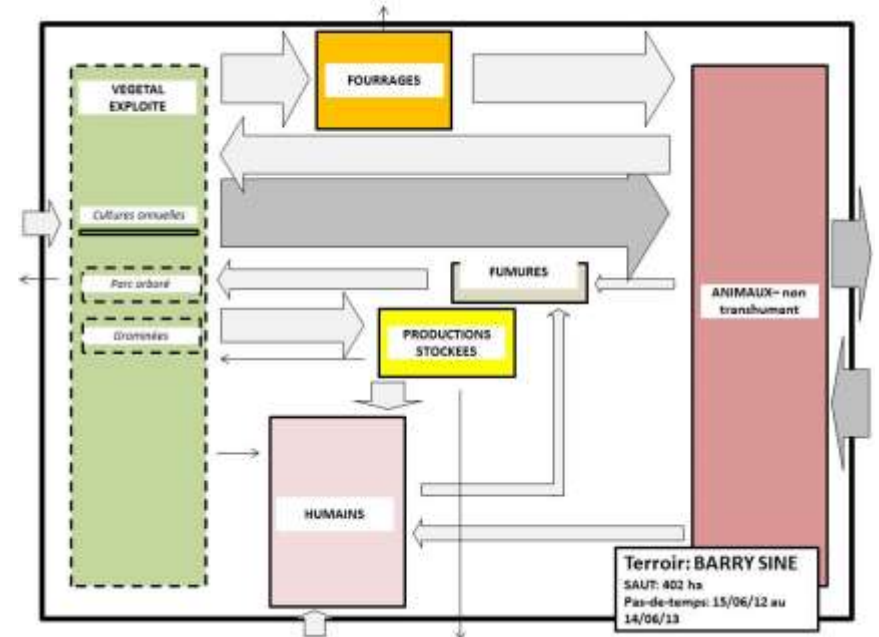 VEGETAL
EXPLOITE
FOURRAGES
Cultures annuelles
Parc arboré
Graminées
FUMURES
PRODUCTIONS
STOCKEES
ANIMAUX– non
transhumant
HUMAINS
Terroir: BARRY SINE
SAUT: 402 ha
Pas-de-temps: 15/06/12 au
14/06/13